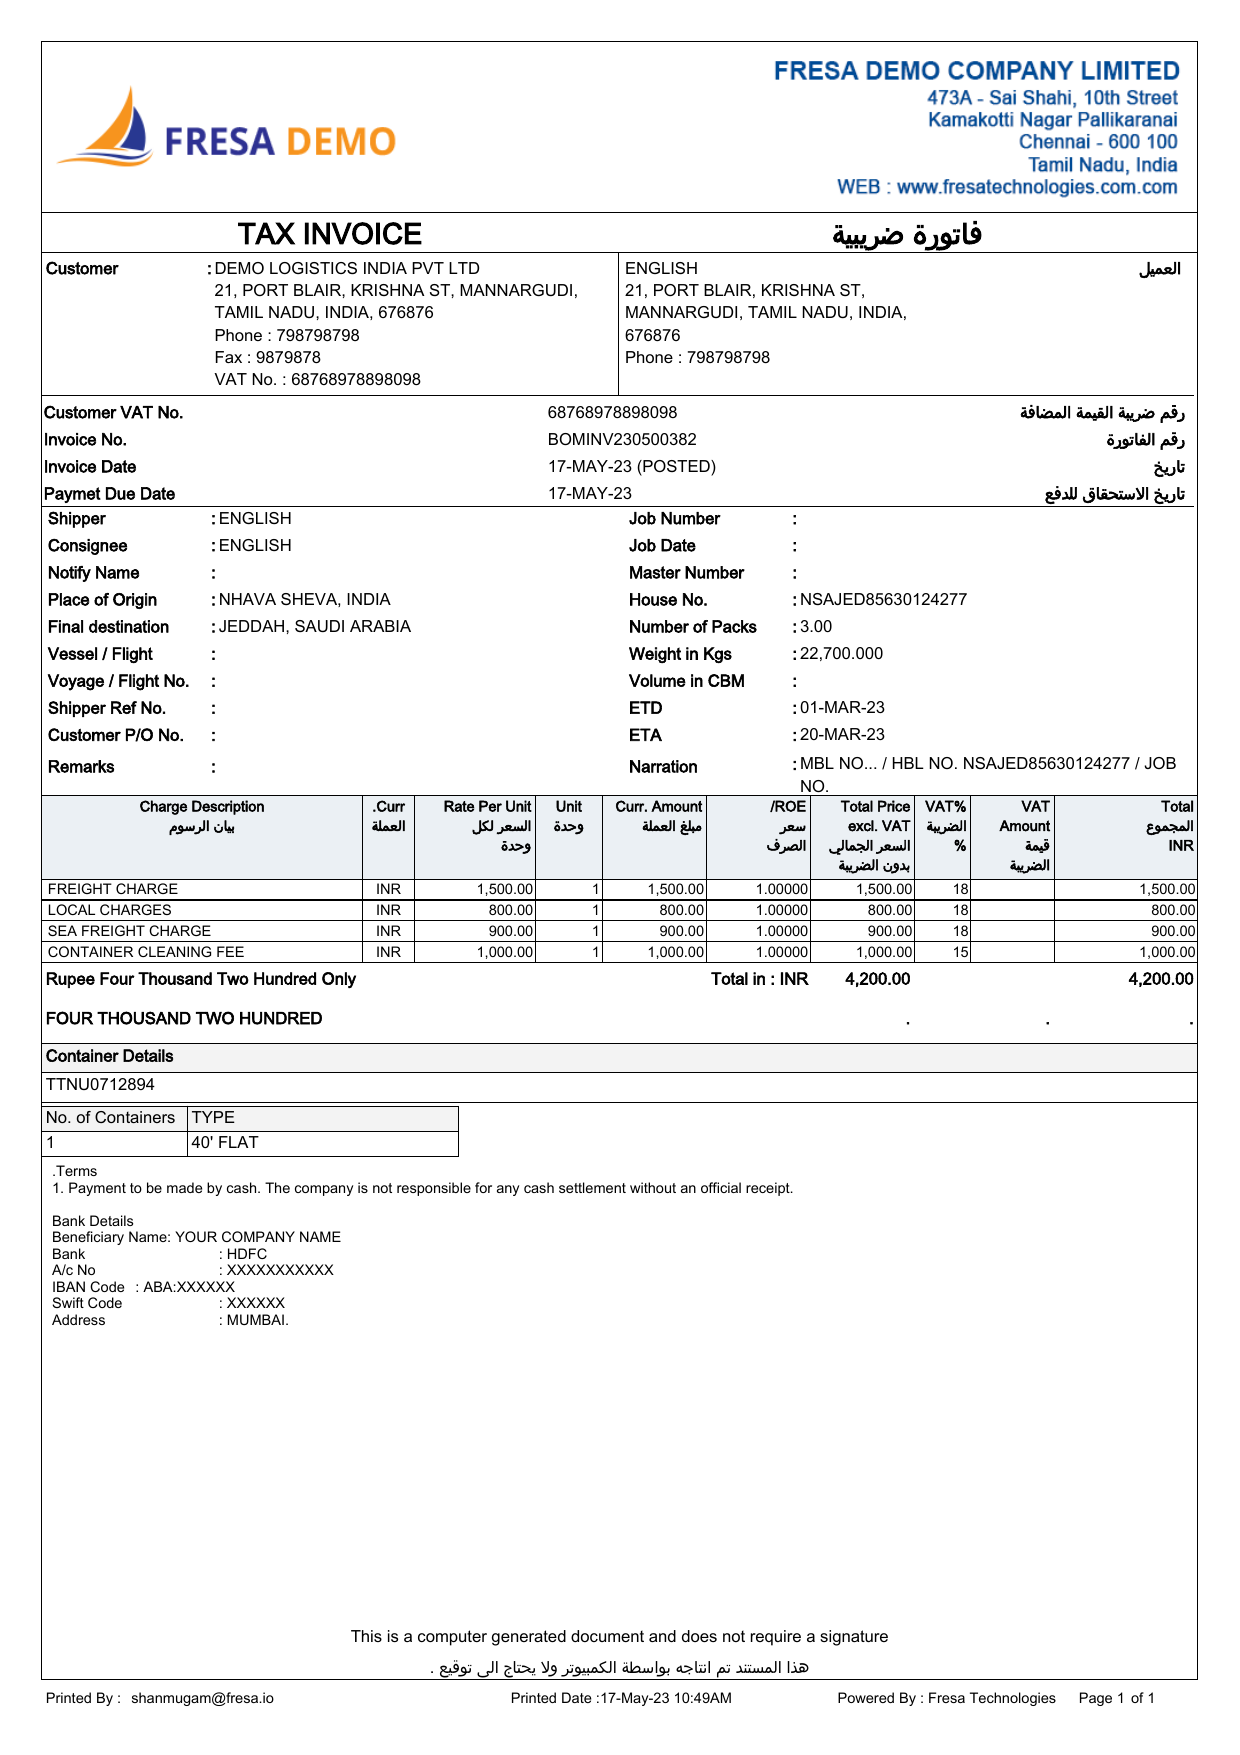 FRESA DEMO
FRESA DEMO COMPANY LIMITED
473A - Sai Shahi, 10th Street
Kamakotti Nagar Pallikaranai
Chennai - 600 100
Tamil Nadu, India
WEB : www.fresatechnologies.com.com
TAX INVOICE فاتورة ضريبية
Customer : DEMO LOGISTICS INDIA PVT LTD
21, PORT BLAIR, KRISHNA ST, MANNARGUDI,
TAMIL NADU, INDIA, 676876
Phone : 798798798
Fax : 9879878
VAT No. : 68768978898098
ENGLISH العميل
21, PORT BLAIR, KRISHNA ST,
MANNARGUDI, TAMIL NADU, INDIA,
676876
Phone : 798798798
Customer VAT No. 68768978898098 رقم ضريبة القيمة المضافة
Invoice No. BOMINV230500382 رقم الفاتورة
Invoice Date 17-MAY-23 (POSTED) تاريخ
Paymet Due Date 17-MAY-23 تاريخ الاستحقاق للدفع
Shipper : ENGLISH Job Number :
Consignee : ENGLISH Job Date :
Notify Name : Master Number :
Place of Origin : NHAVA SHEVA, INDIA House No. : NSAJED85630124277
Final destination : JEDDAH, SAUDI ARABIA Number of Packs : 3.00
Vessel / Flight : Weight in Kgs : 22,700.000
Voyage / Flight No. : Volume in CBM :
Shipper Ref No. : ETD : 01-MAR-23
Customer P/O No. : ETA : 20-MAR-23
Remarks : Narration : MBL NO... / HBL NO. NSAJED85630124277 / JOB
NO.
Charge Description .Curr Rate Per Unit Unit Curr. Amount /ROE Total Price VAT% VAT Total
بيان الرسوم العملة السعر لكل وحدة مبلغ العملة سعر excl. VAT الضريبة Amount المجموع
وحدة الصرف السعر الجمالي % قيمة INR
بدون الضريبة الضريبة
FREIGHT CHARGE INR 1,500.00 1 1,500.00 1.00000 1,500.00 18 1,500.00
LOCAL CHARGES INR 800.00 1 800.00 1.00000 800.00 18 800.00
SEA FREIGHT CHARGE INR 900.00 1 900.00 1.00000 900.00 18 900.00
CONTAINER CLEANING FEE INR 1,000.00 1 1,000.00 1.00000 1,000.00 15 1,000.00
Rupee Four Thousand Two Hundred Only Total in : INR 4,200.00 4,200.00
FOUR THOUSAND TWO HUNDRED . . .
Container Details
TTNU0712894
No. of Containers TYPE
1 40' FLAT
.Terms
1. Payment to be made by cash. The company is not responsible for any cash settlement without an official receipt.
Bank Details
Beneficiary Name: YOUR COMPANY NAME
Bank : HDFC
A/c No : XXXXXXXXXXX
IBAN Code : ABA:XXXXXX
Swift Code : XXXXXX
Address : MUMBAI.
This is a computer generated document and does not require a signature
هذا المستند تم انتاجه بواسطة الكمبيوتر ولا يحتاج الى توقيع .
Printed By : shanmugam@fresa.io Printed Date :17-May-23 10:49AM Powered By : Fresa Technologies Page 1 of 1